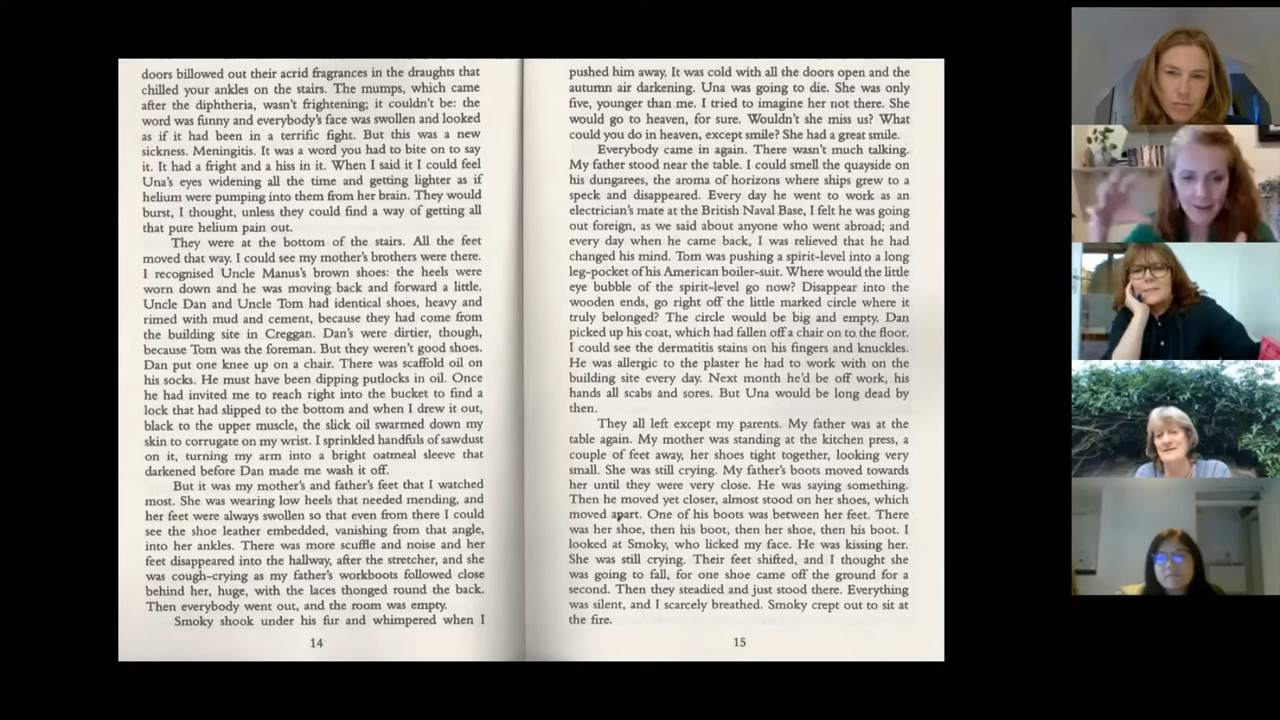 doors billowed out their acrid fragrances in the draughts that
chilled your ankles on the stairs. The mumps, which came
after the diphtheria, wasn't frightening; it couldn't be: the
word was funny and everybody's face was swollen and looked
as if it had been in a terrific fight. But this was a new
sickness. Meningitis. It was a word you had to bite on to say
it. It had a fright and a hiss in it. When I said it I could feel
Una's eyes widening all the time and getting lighter as if
helium were pumping into them from her brain. They would
burst, I thought, unless they could find a way of getting all
that pure helium pain out.
They were at the bottom of the stairs. All the feet
moved that way. I could see my mother's brothers were there.
I recognised Uncle Manus's brown shoes: the heels were
worn down and he was moving back and forward a little.
Uncle Dan and Uncle Tom had identical shoes, heavy and
rimed with mud and cement, because they had come from
the building site in Creggan. Dan's were dirtier, though,
because Tom was the foreman. But they weren't good shoes.
Dan put one knee up on a chair. There was scaffold oil on
his socks. He must have been dipping putlocks in oil. Once
he had invited me to reach right into the bucket to find a
lock that had slipped to the bottom and when I drew it out,
black to the upper muscle, the slick oil swarmed down my
skin to corrugate on my wrist. I sprinkled handfuls of sawdust
on it, turning my arm into a bright oatmeal sleeve that
darkened before Dan made me wash it off.
But it was my mother's and father's feet that I watched
most. She was wearing low heels that needed mending, and
her feet were always swollen so that even from there I could
see the shoe leather embedded, vanishing from that angle,
into her ankles. There was more scuffle and noise and her
feet disappeared into the hallway, after the stretcher, and she
was cough-crying as my father's workboots followed close
behind her, huge, with the laces thonged round the back.
Then everybody went out, and the room was empty.
Smoky shook under his fur and whimpered when I
14
pushed him away. It was cold with all the doors open and the
autumn air darkening. Una was going to die. She was only
five, younger than me. I tried to imagine her not there. She
would go to heaven, for sure. Wouldn't she miss us? What
could you do in heaven, except smile? She had a great smile.
Everybody came in again. There wasn't much talking.
My father stood near the table. I could smell the quayside on
his dungarees, the aroma of horizons where ships grew to a
speck and disappeared. Every day he went to work as an
electrician's mate at the British Naval Base, I felt he was going
out foreign, as we said about anyone who went abroad; and
every day when he came back, I was relieved that he had
changed his mind. Tom was pushing a spirit-level into a long
leg-pocket of his American boiler-suit. Where would the little
eye bubble of the spirit-level go now? Disappear into the
wooden ends, go right off the little marked circle where it
truly belonged? The circle would be big and empty. Dan
picked up his coat, which had fallen off a chair on to the floor.
I could see the dermatitis stains on his fingers and knuckles.
He was allergic to the plaster he had to work with on the
building site every day. Next month he'd be off work, his
hands all scabs and sores. But Una would be long dead by
then.
They all left except my parents. My father was at the
table again. My mother was standing at the kitchen press, a
couple of feet away, her shoes tight together, looking very
small. She was still crying. My father's boots moved towards
her until they were very close. He was saying something.
Then he moved yet closer, almost stood on her shoes, which
moved apart. One of his boots was between her feet. There
was her shoe, then his boot, then her shoe, then his boot. I
looked at Smoky, who licked my face. He was kissing her.
She was still crying. Their feet shifted, and I thought she
was going to fall, for one shoe came off the ground for a
second. Then they steadied and just stood there. Everything
was silent, and I scarcely breathed. Smoky crept out to sit at
the fire.
15